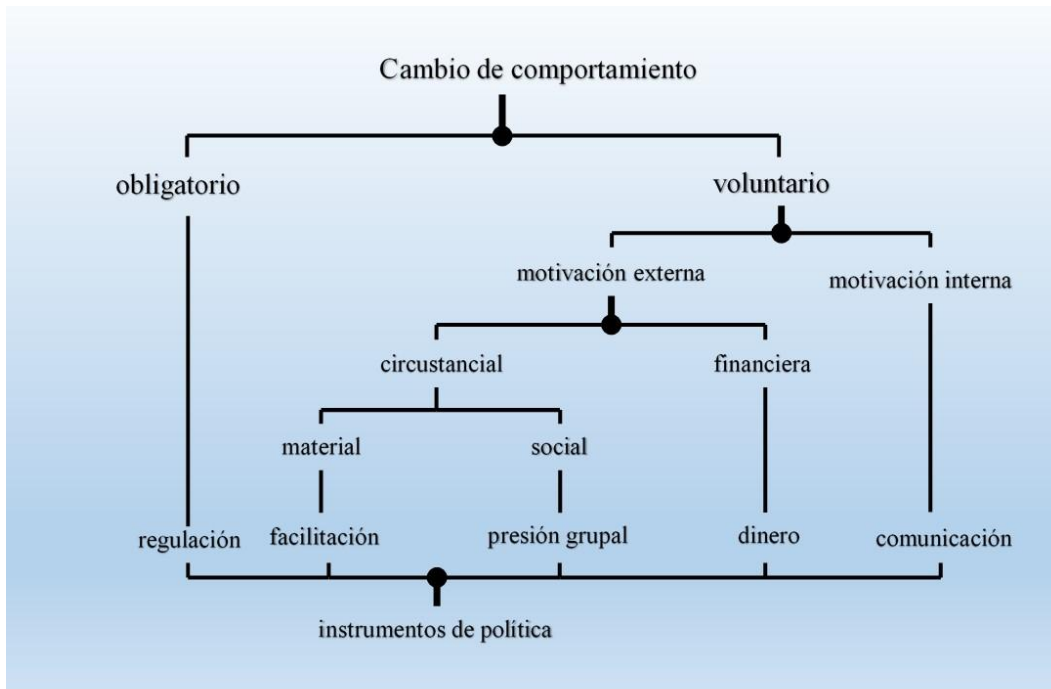 Cambio de comportamiento
obligatorio
voluntario
motivación externa
motivación interna
circustancial
financiera
material
social
regulación
facilitación
presión grupal
dinero
comunicación
instrumentos de política